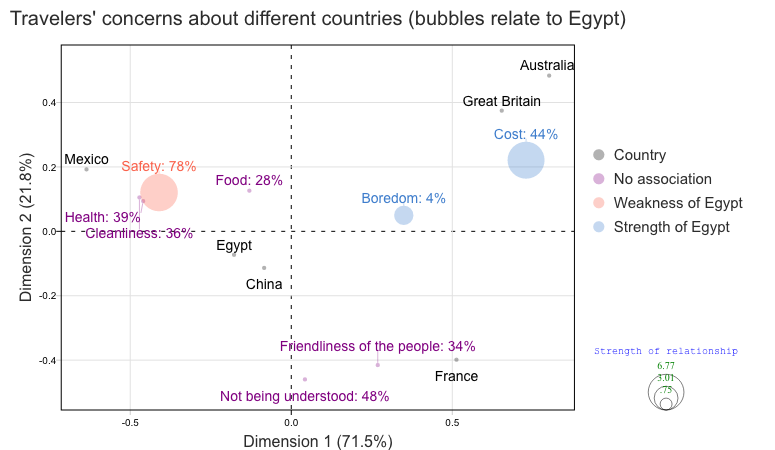 Travelers' concerns about different countries (bubbles relate to Egypt)
Australia
Great Britain
0.4
Cost: 44%
Mexico
Safety: 78%
0.2
Food: 28%
Boredom: 4%
Health: 39%
Cleanliness: 36%
0.0
Egypt
China
-0.2
Friendliness of the people: 34%
-0.4
France
Not being understood: 48%
-0.5
0.0
0.5
Dimension 1 (71.5%)
Dimension 2 (21.8%)
Country
No association
Weakness of Egypt
Strength of Egypt
Strength of relationship
6.77
3.01
.75